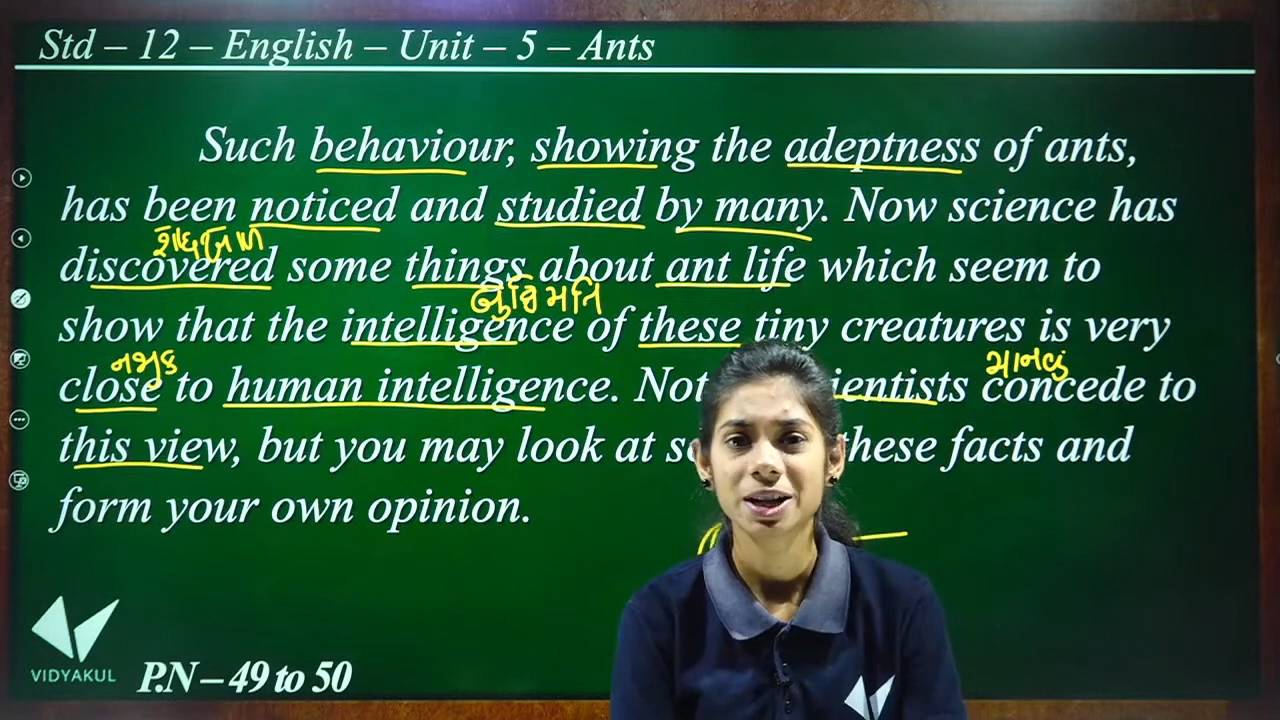 Std – 12 – English – Unit – 5 – Ants
Such behaviour, showing the adeptness of ants,
has been noticed and studied by many. Now science has
discovered some things about ant life which seem to
બુદ્ધિમતિ
show that the intelligence of these tiny creatures is very
નજીક
માનવું
close to human intelligence. Not scientists concede to
this view, but you may look at these facts and
form your own opinion.
VIDYAKUL
P.N – 49 to 50